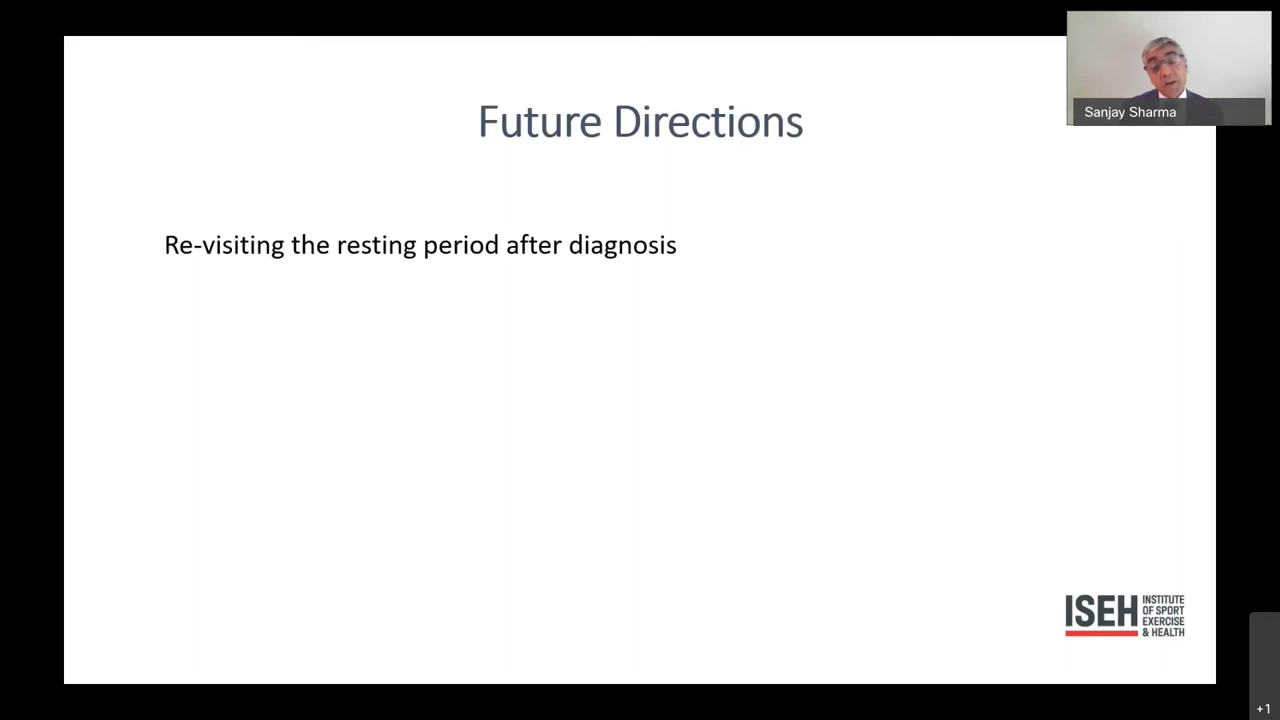 Future Directions
Sanjay Sharma
Re-visiting the resting period after diagnosis
ISEH
INSTITUTE
OF SPORT
EXERCISE
& HEALTH
+1